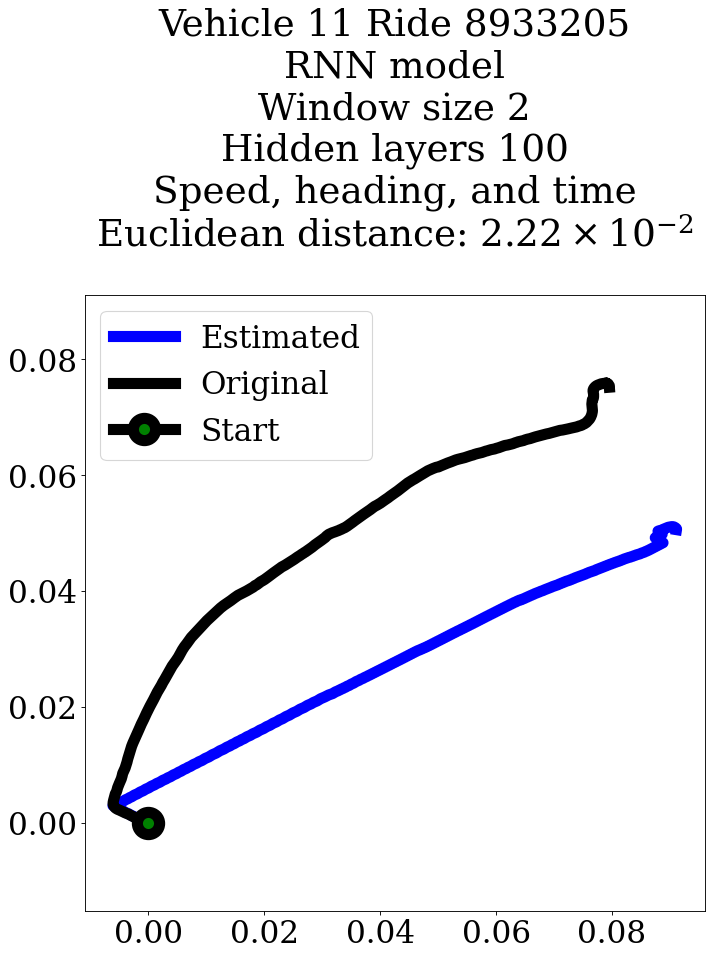 Vehicle 11 Ride 8933205
RNN model
Window size 2
Hidden layers 100
Speed, heading, and time
Euclidean distance: 2.22 × 10⁻²
Estimated
Original
Start
0.08
0.06
0.04
0.02
0.00
0.00 0.02 0.04 0.06 0.08